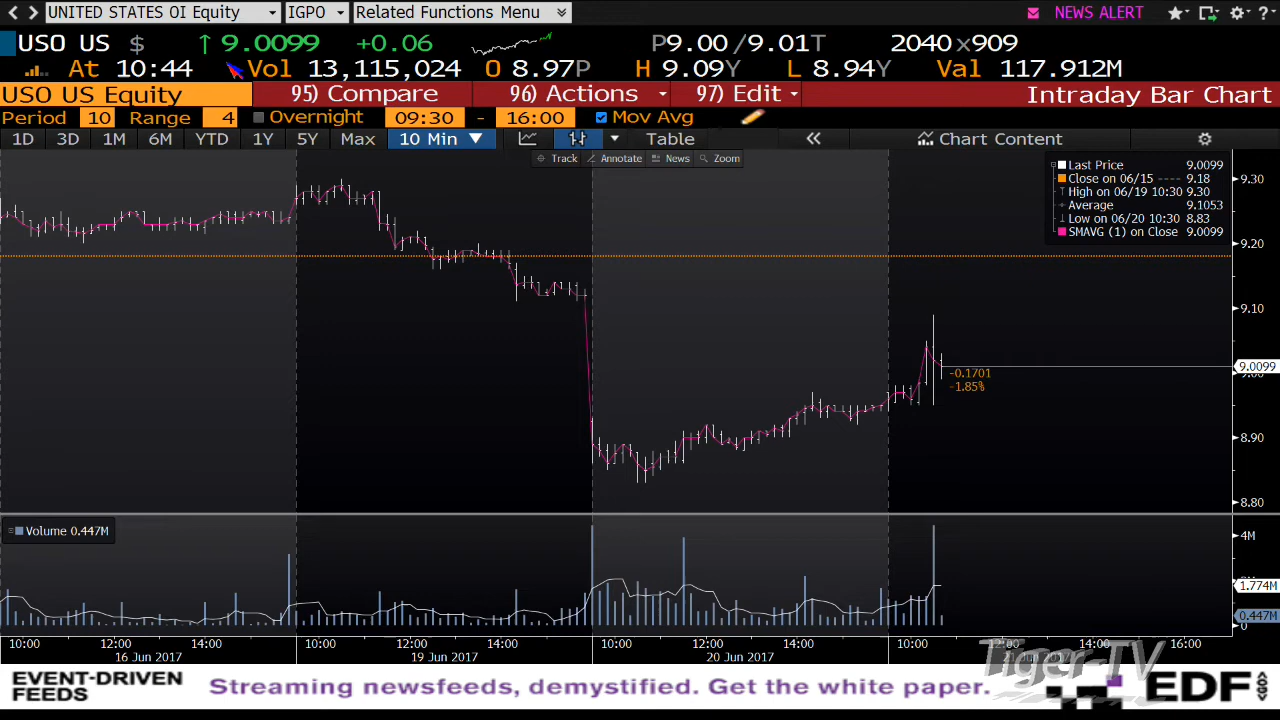 UNITED STATES OI Equity IGPO Related Functions Menu NEWS ALERT ?
USO US $ ↑ 9.0099 +0.06 P9.00 /9.01T 2040 x909
At 10:44 Vol 13,115,024 O 8.97P H 9.09Y L 8.94Y Val 117.912M
USO US Equity 95) Compare 96) Actions 97) Edit Intraday Bar Chart
Period 10 Range 4 Overnight 09:30 - 16:00 Mov Avg
1D 3D 1M 6M YTD 1Y 5Y Max 10 Min ▼ Table « Chart Content
Track Annotate News Zoom
Last Price 9.0099
Close on 06/15 ---- 9.18
High on 06/19 10:30 9.30
Average 9.1053
Low on 06/20 10:30 8.83
SMAVG (1) on Close 9.0099
9.30
9.20
9.10
9.0099
9.00
8.90
8.80
-0.1701
-1.85%
Volume 0.447M
4M
1.774M
0.447M
0
10:00 12:00 14:00 10:00 12:00 14:00 10:00 12:00 14:00 10:00 12:00 14:00 16:00
16 Jun 2017 19 Jun 2017 20 Jun 2017 21 Jun 2017
Tiger-TV
EVENT-DRIVEN
FEEDS
Streaming newsfeeds, demystified. Get the white paper.
EDF